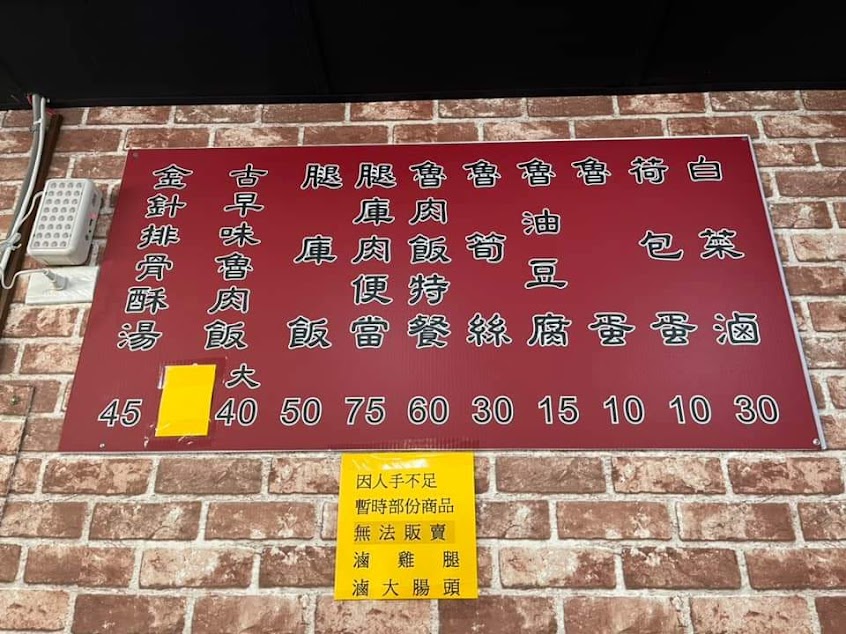 白菜滷 30
荷包蛋 10
魯蛋 10
魯油豆腐 15
魯筍絲 30
魯肉飯特餐 60
腿庫肉便當 75
腿庫飯 50
古早味魯肉飯 大 40
金針排骨酥湯 45
因人手不足
暫時部份商品
無法販賣
滷雞腿
滷大腸頭